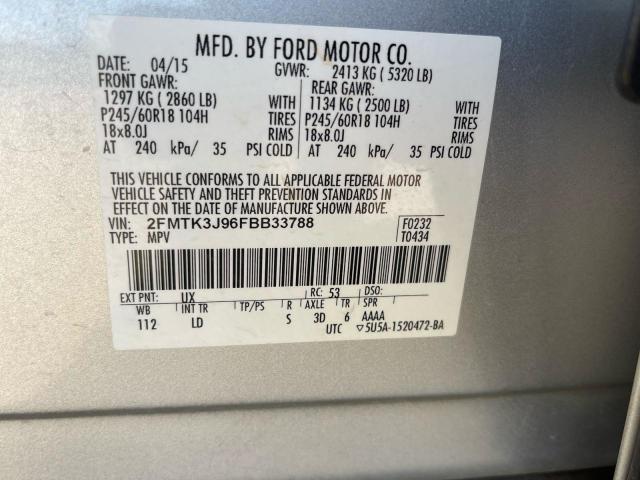 MFD. BY FORD MOTOR CO.
DATE: 04/15 GVWR: 2413 KG ( 5320 LB)
FRONT GAWR: REAR GAWR:
1297 KG ( 2860 LB) WITH 1134 KG ( 2500 LB) WITH
P245/60R18 104H TIRES P245/60R18 104H TIRES
18x8.0J RIMS 18x8.0J RIMS
AT 240 kPa/ 35 PSI COLD AT 240 kPa/ 35 PSI COLD
THIS VEHICLE CONFORMS TO ALL APPLICABLE FEDERAL MOTOR
VEHICLE SAFETY AND THEFT PREVENTION STANDARDS IN
EFFECT ON THE DATE OF MANUFACTURE SHOWN ABOVE.
VIN: 2FMTK3J96FBB33788 F0232
TYPE: MPV T0434
EXT PNT: UX RC: 53 DSO:
WB INT TR TP/PS R AXLE TR SPR
112 LD S 3D 6 AAAA
UTC ▽5U5A-1520472-BA